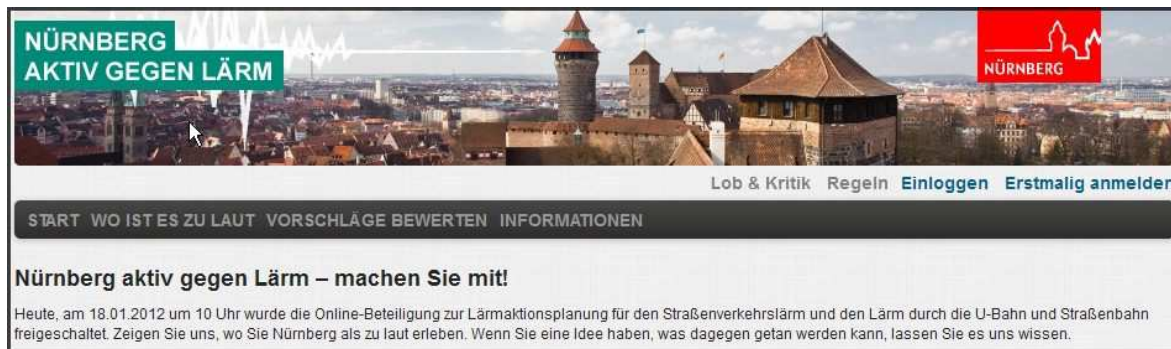 NÜRNBERG
AKTIV GEGEN LÄRM
NÜRNBERG
Lob & Kritik Regeln Einloggen Erstmalig anmelden
START WO IST ES ZU LAUT VORSCHLÄGE BEWERTEN INFORMATIONEN
Nürnberg aktiv gegen Lärm – machen Sie mit!
Heute, am 18.01.2012 um 10 Uhr wurde die Online-Beteiligung zur Lärmaktionsplanung für den Straßenverkehrslärm und den Lärm durch die U-Bahn und Straßenbahn
freigeschaltet. Zeigen Sie uns, wo Sie Nürnberg als zu laut erleben. Wenn Sie eine Idee haben, was dagegen getan werden kann, lassen Sie es uns wissen.